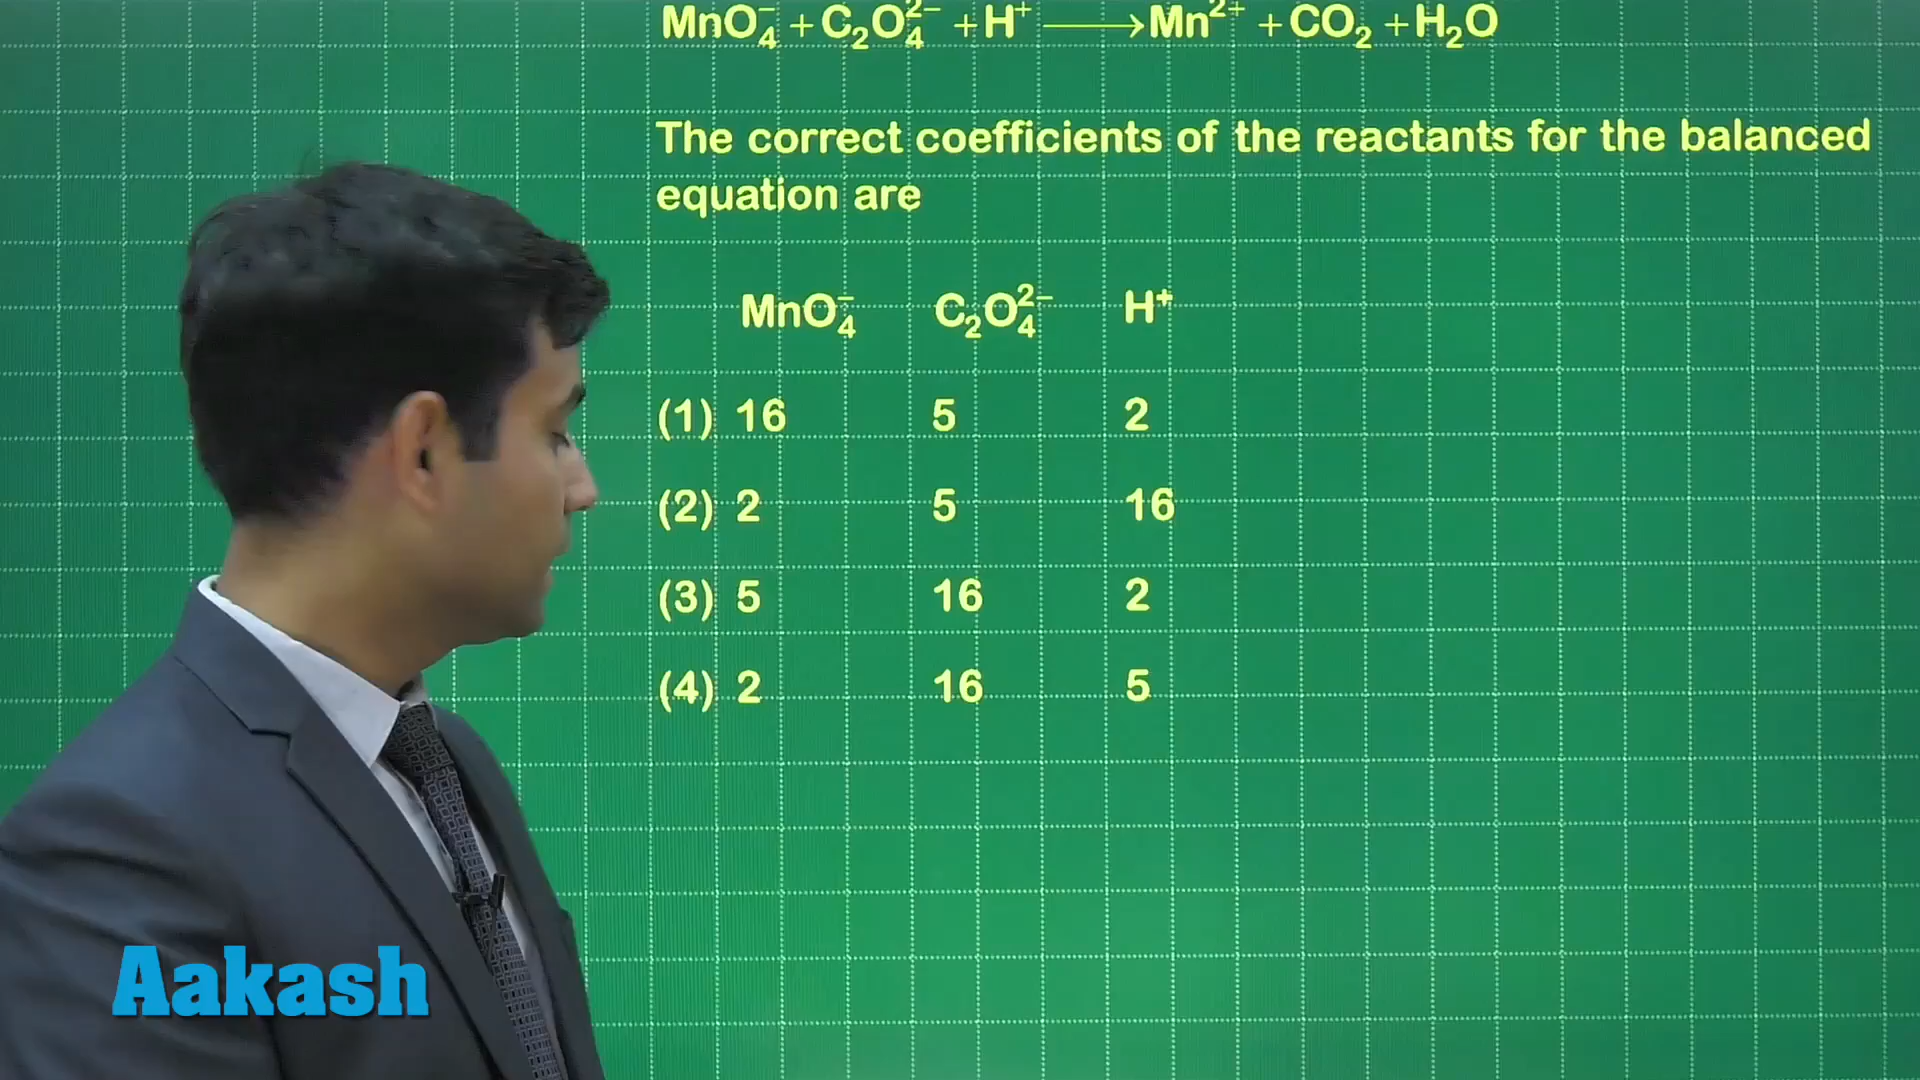 MnO₄⁻ + C₂O₄²⁻ + H⁺ ⟶ Mn²⁺ + CO₂ + H₂O
The correct coefficients of the reactants for the balanced
equation are
MnO₄⁻ C₂O₄²⁻ H⁺
(1) 16 5 2
(2) 2 5 16
(3) 5 16 2
(4) 2 16 5
Aakash